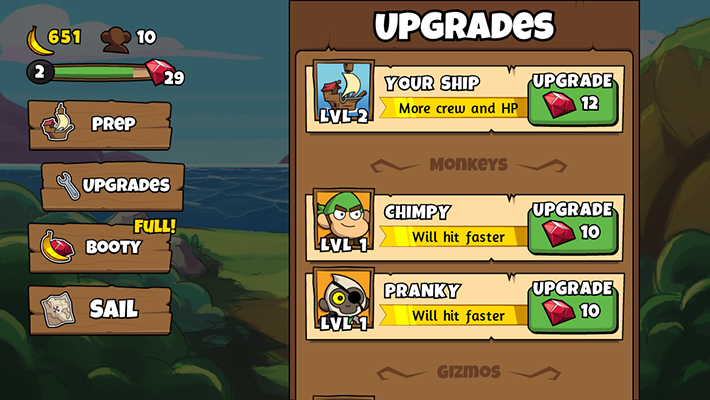 651
10
2
29
PREP
UPGRADES
FULL!
BOOTY
SAIL
UPGRADES
YOUR SHIP
More crew and HP
LVL 2
UPGRADE
12
MONKEYS
CHIMPY
Will hit faster
LVL 1
UPGRADE
10
PRANKY
Will hit faster
LVL 1
UPGRADE
10
GIZMOS